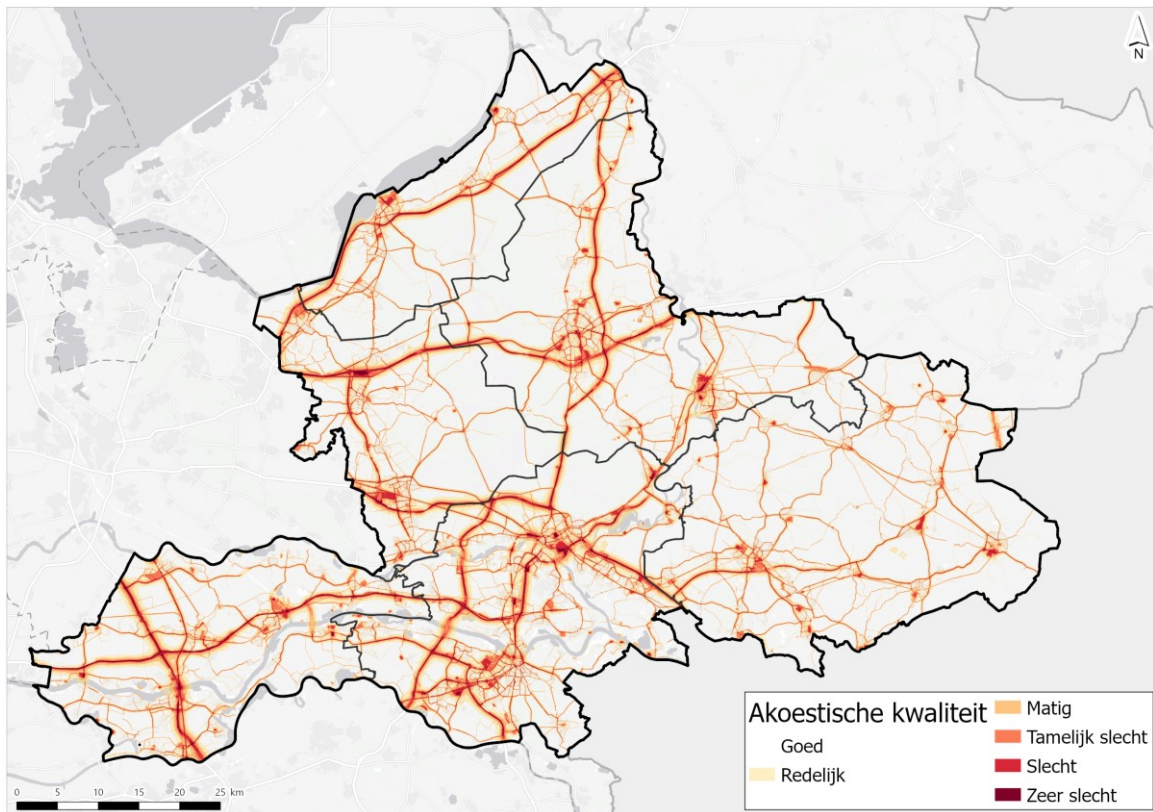 N
Akoestische kwaliteit
Goed
Redelijk
Matig
Tamelijk slecht
Slecht
Zeer slecht
0 5 10 15 20 25 km